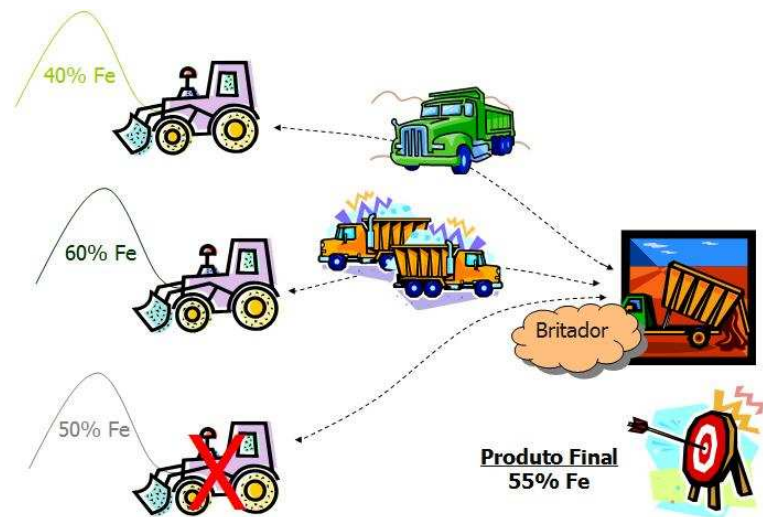 40% Fe
60% Fe
Britador
50% Fe
Produto Final
55% Fe